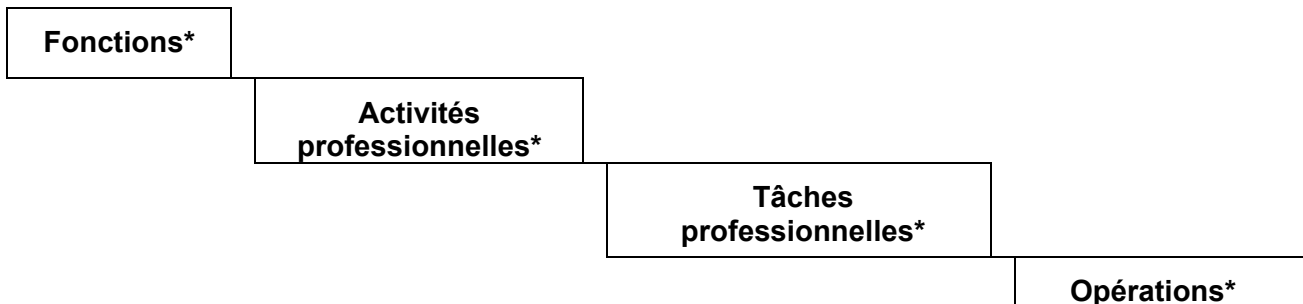 Fonctions*
Activités
professionnelles*
Tâches
professionnelles*
Opérations*